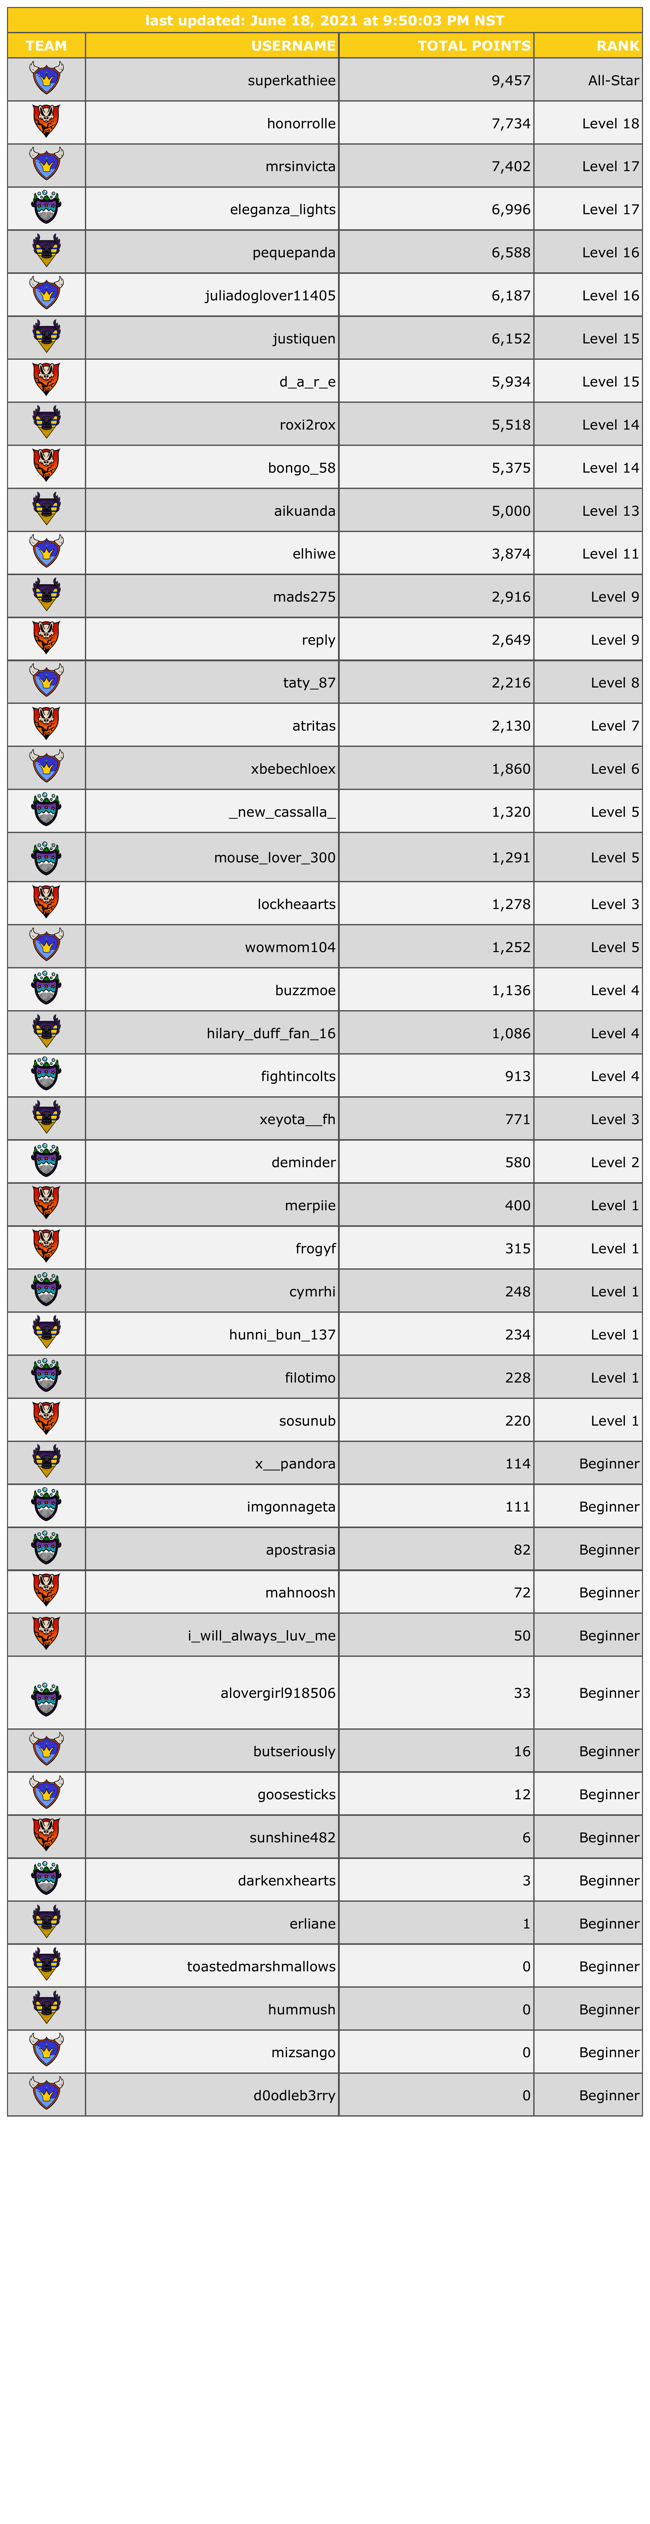 last updated: June 18, 2021 at 9:50:03 PM NST
TEAM USERNAME TOTAL POINTS RANK
superkathiee 9,457 All-Star
honorrolle 7,734 Level 18
mrsinvicta 7,402 Level 17
eleganza_lights 6,996 Level 17
pequepanda 6,588 Level 16
juliadoglover11405 6,187 Level 16
justiquen 6,152 Level 15
d_a_r_e 5,934 Level 15
roxi2rox 5,518 Level 14
bongo_58 5,375 Level 14
aikuanda 5,000 Level 13
elhiwe 3,874 Level 11
mads275 2,916 Level 9
reply 2,649 Level 9
taty_87 2,216 Level 8
atritas 2,130 Level 7
xbebechloex 1,860 Level 6
_new_cassalla_ 1,320 Level 5
mouse_lover_300 1,291 Level 5
lockheaarts 1,278 Level 3
wowmom104 1,252 Level 5
buzzmoe 1,136 Level 4
hilary_duff_fan_16 1,086 Level 4
fightincolts 913 Level 4
xeyota__fh 771 Level 3
deminder 580 Level 2
merpiie 400 Level 1
frogyf 315 Level 1
cymrhi 248 Level 1
hunni_bun_137 234 Level 1
filotimo 228 Level 1
sosunub 220 Level 1
x__pandora 114 Beginner
imgonnageta 111 Beginner
apostrasia 82 Beginner
mahnoosh 72 Beginner
i_will_always_luv_me 50 Beginner
alovergirl918506 33 Beginner
butseriously 16 Beginner
goosesticks 12 Beginner
sunshine482 6 Beginner
darkenxhearts 3 Beginner
erliane 1 Beginner
toastedmarshmallows 0 Beginner
hummush 0 Beginner
mizsango 0 Beginner
d0odleb3rry 0 Beginner